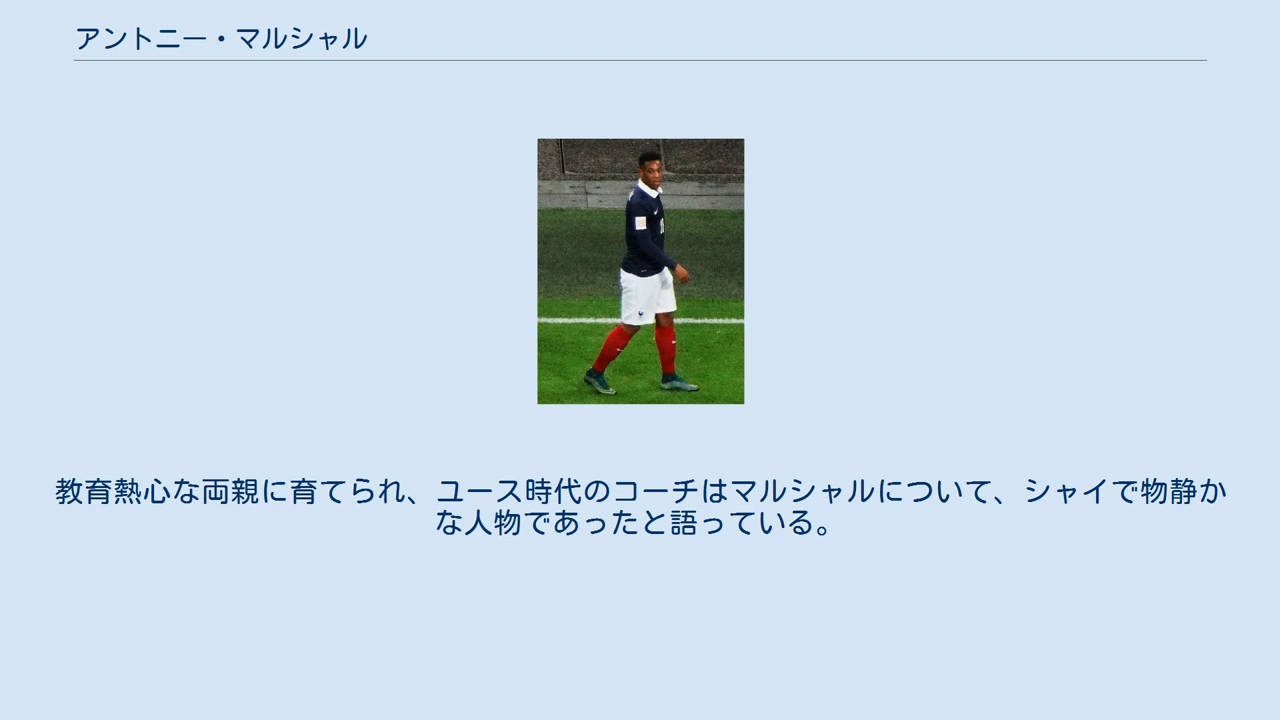 アントニー・マルシャル
教育熱心な両親に育てられ、ユース時代のコーチはマルシャルについて、シャイで物静か
な人物であったと語っている。